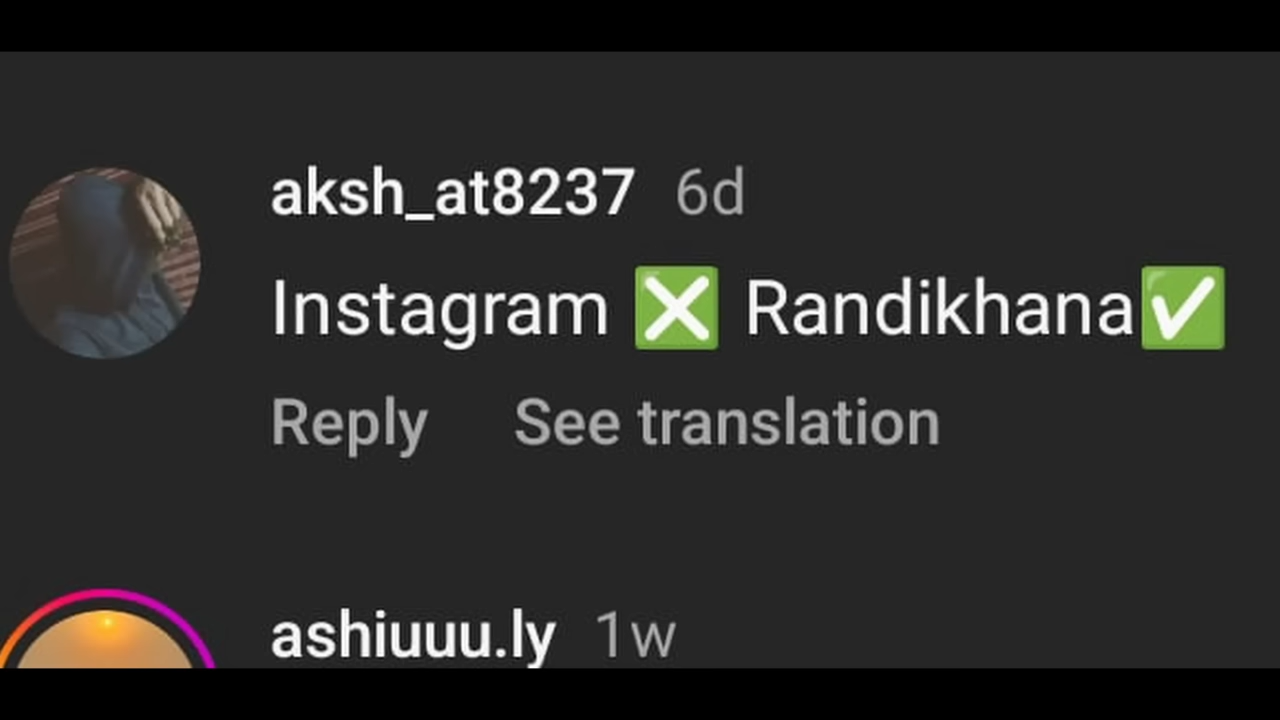 aksh_at8237 6d
Instagram ❎ Randikhana✅
Reply See translation
ashiuuu.ly 1w